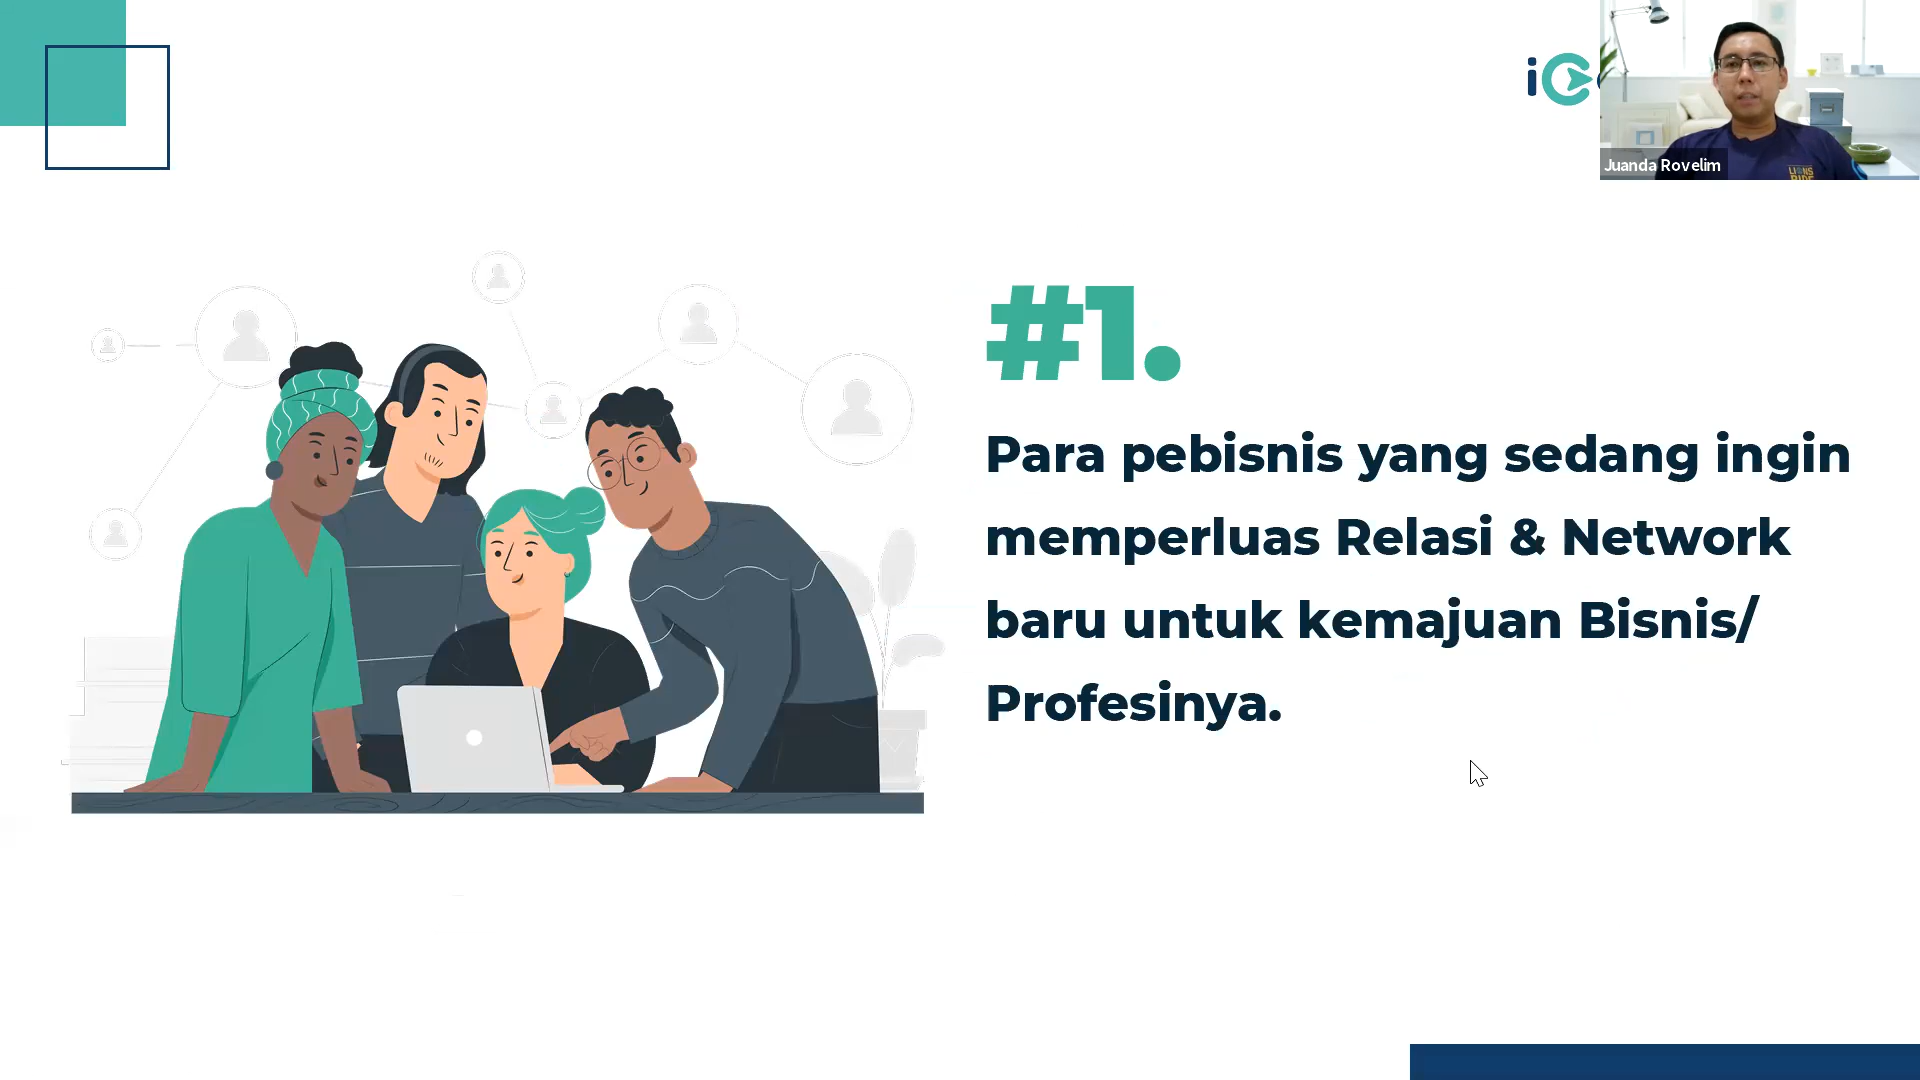 Juanda Rovelim
#1.
Para pebisnis yang sedang ingin
memperluas Relasi & Network
baru untuk kemajuan Bisnis/
Profesinya.